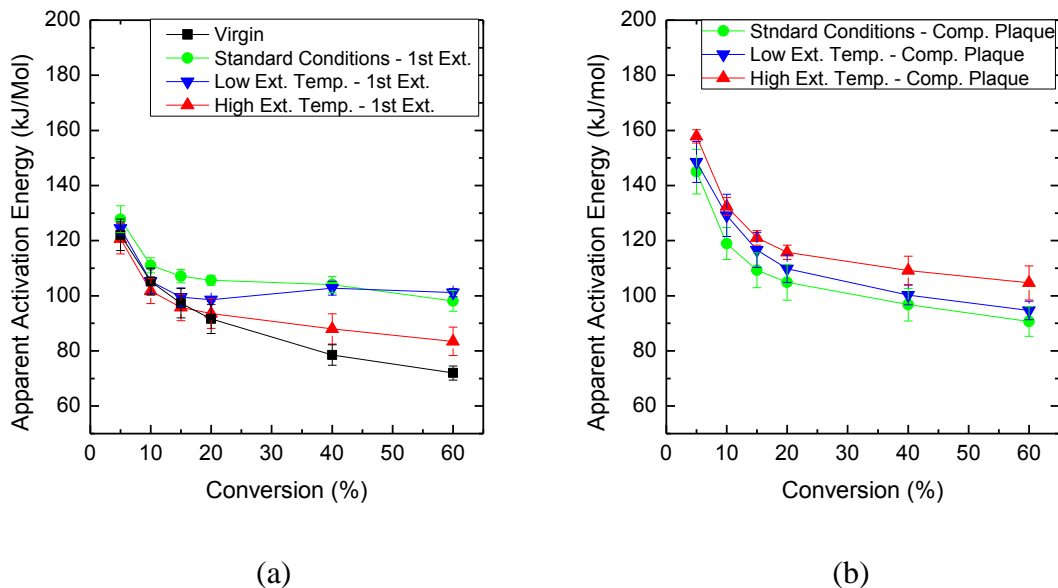 200
180
160
140
120
100
80
60
0 10 20 30 40 50 60
Apparent Activation Energy (kJ/Mol)
Conversion (%)
Virgin
Standard Conditions - 1st Ext.
Low Ext. Temp. - 1st Ext.
High Ext. Temp. - 1st Ext.
(a)
200
180
160
140
120
100
80
60
0 10 20 30 40 50 60
Apparent Activation Energy (kJ/mol)
Conversion (%)
Stndard Conditions - Comp. Plaque
Low Ext. Temp. - Comp. Plaque
High Ext. Temp. - Comp. Plaque
(b)